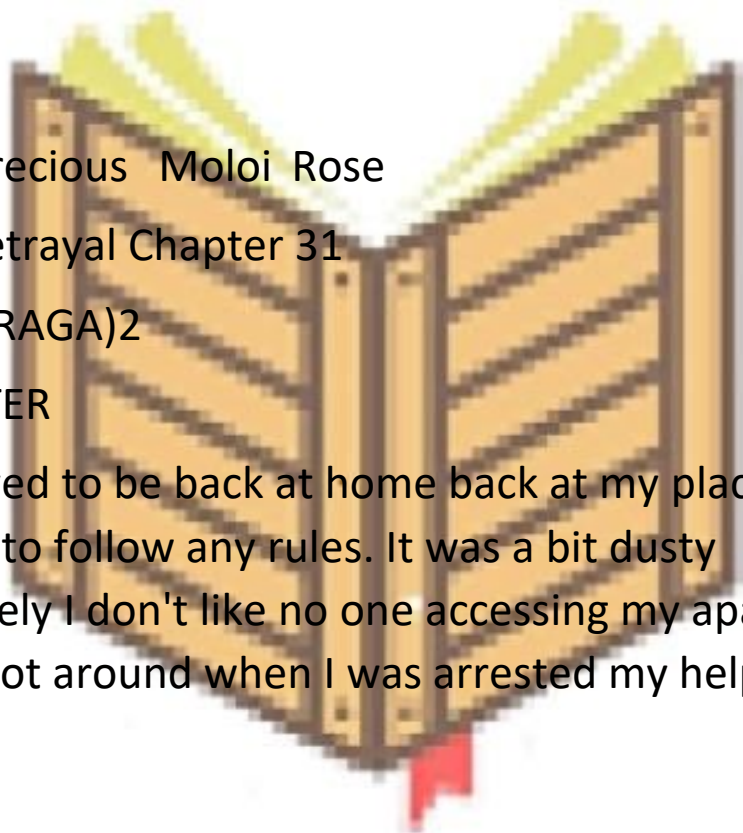 recious Moloi Rose
etrayal Chapter 31
RAGA)2
TER
ed to be back at home back at my plac
to follow any rules. It was a bit dusty
ely I don't like no one accessing my apa
ot around when I was arrested my help